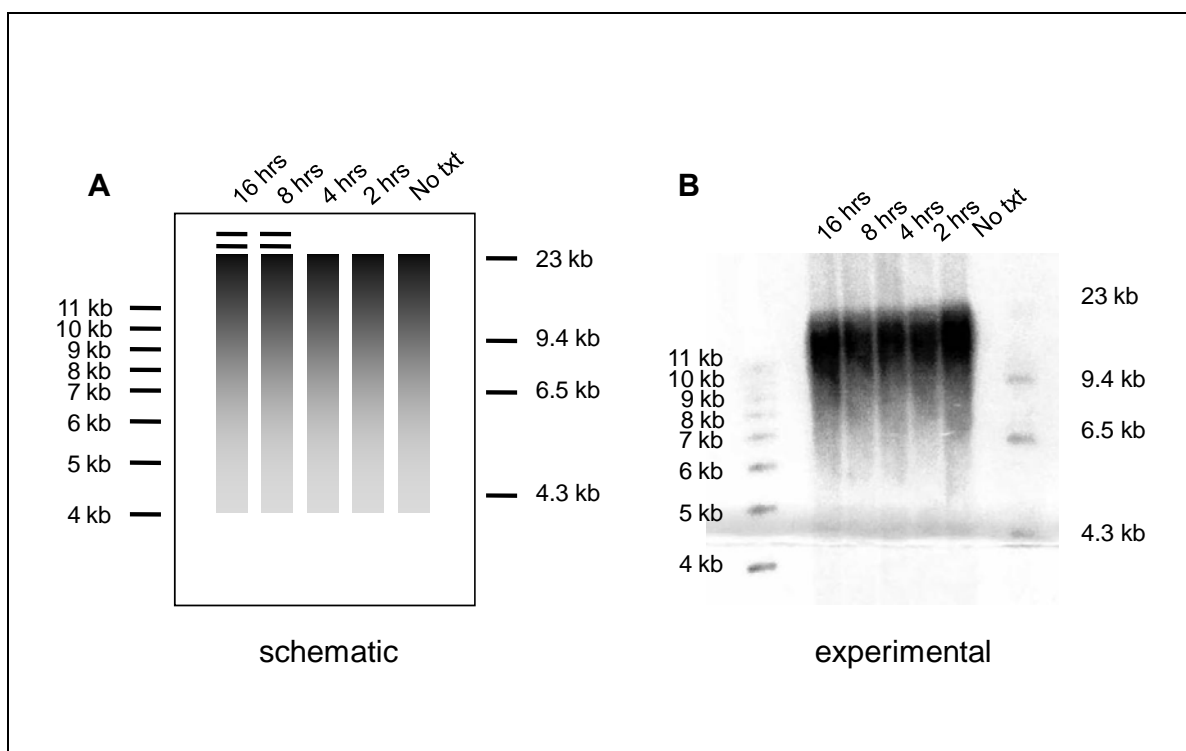 A
16 hrs
8 hrs
4 hrs
2 hrs
No txt
11 kb
10 kb
9 kb
8 kb
7 kb
6 kb
5 kb
4 kb
23 kb
9.4 kb
6.5 kb
4.3 kb
schematic
B
16 hrs
8 hrs
4 hrs
2 hrs
No txt
11 kb
10 kb
9 kb
8 kb
7 kb
6 kb
5 kb
4 kb
23 kb
9.4 kb
6.5 kb
4.3 kb
experimental